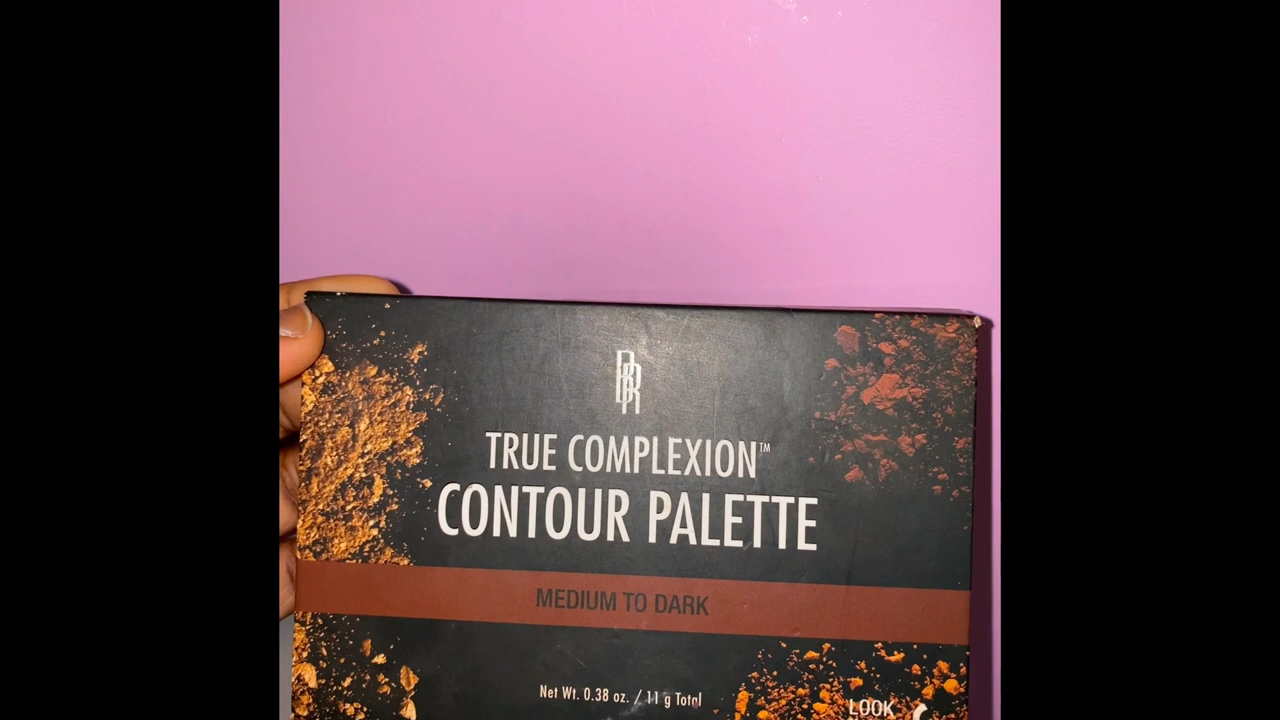 BR
TRUE COMPLEXION™
CONTOUR PALETTE
MEDIUM TO DARK
Net Wt. 0.38 oz. / 11 g Total
LOOK